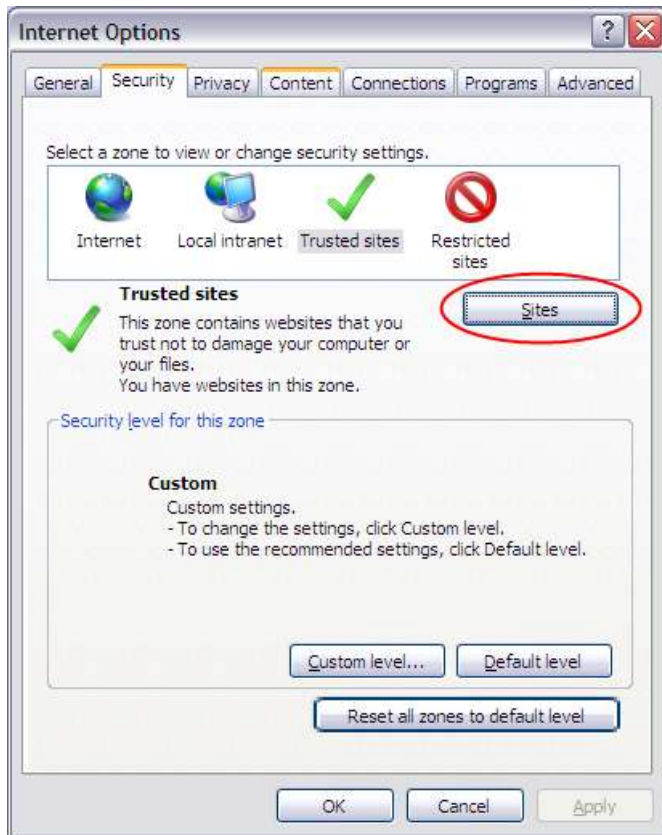 Internet Options
General Security Privacy Content Connections Programs Advanced
Select a zone to view or change security settings.
Internet Local intranet Trusted sites Restricted
sites
Trusted sites
Sites
This zone contains websites that you
trust not to damage your computer or
your files.
You have websites in this zone.
Security level for this zone
Custom
Custom settings.
- To change the settings, click Custom level.
- To use the recommended settings, click Default level.
Custom level... Default level
Reset all zones to default level
OK Cancel Apply